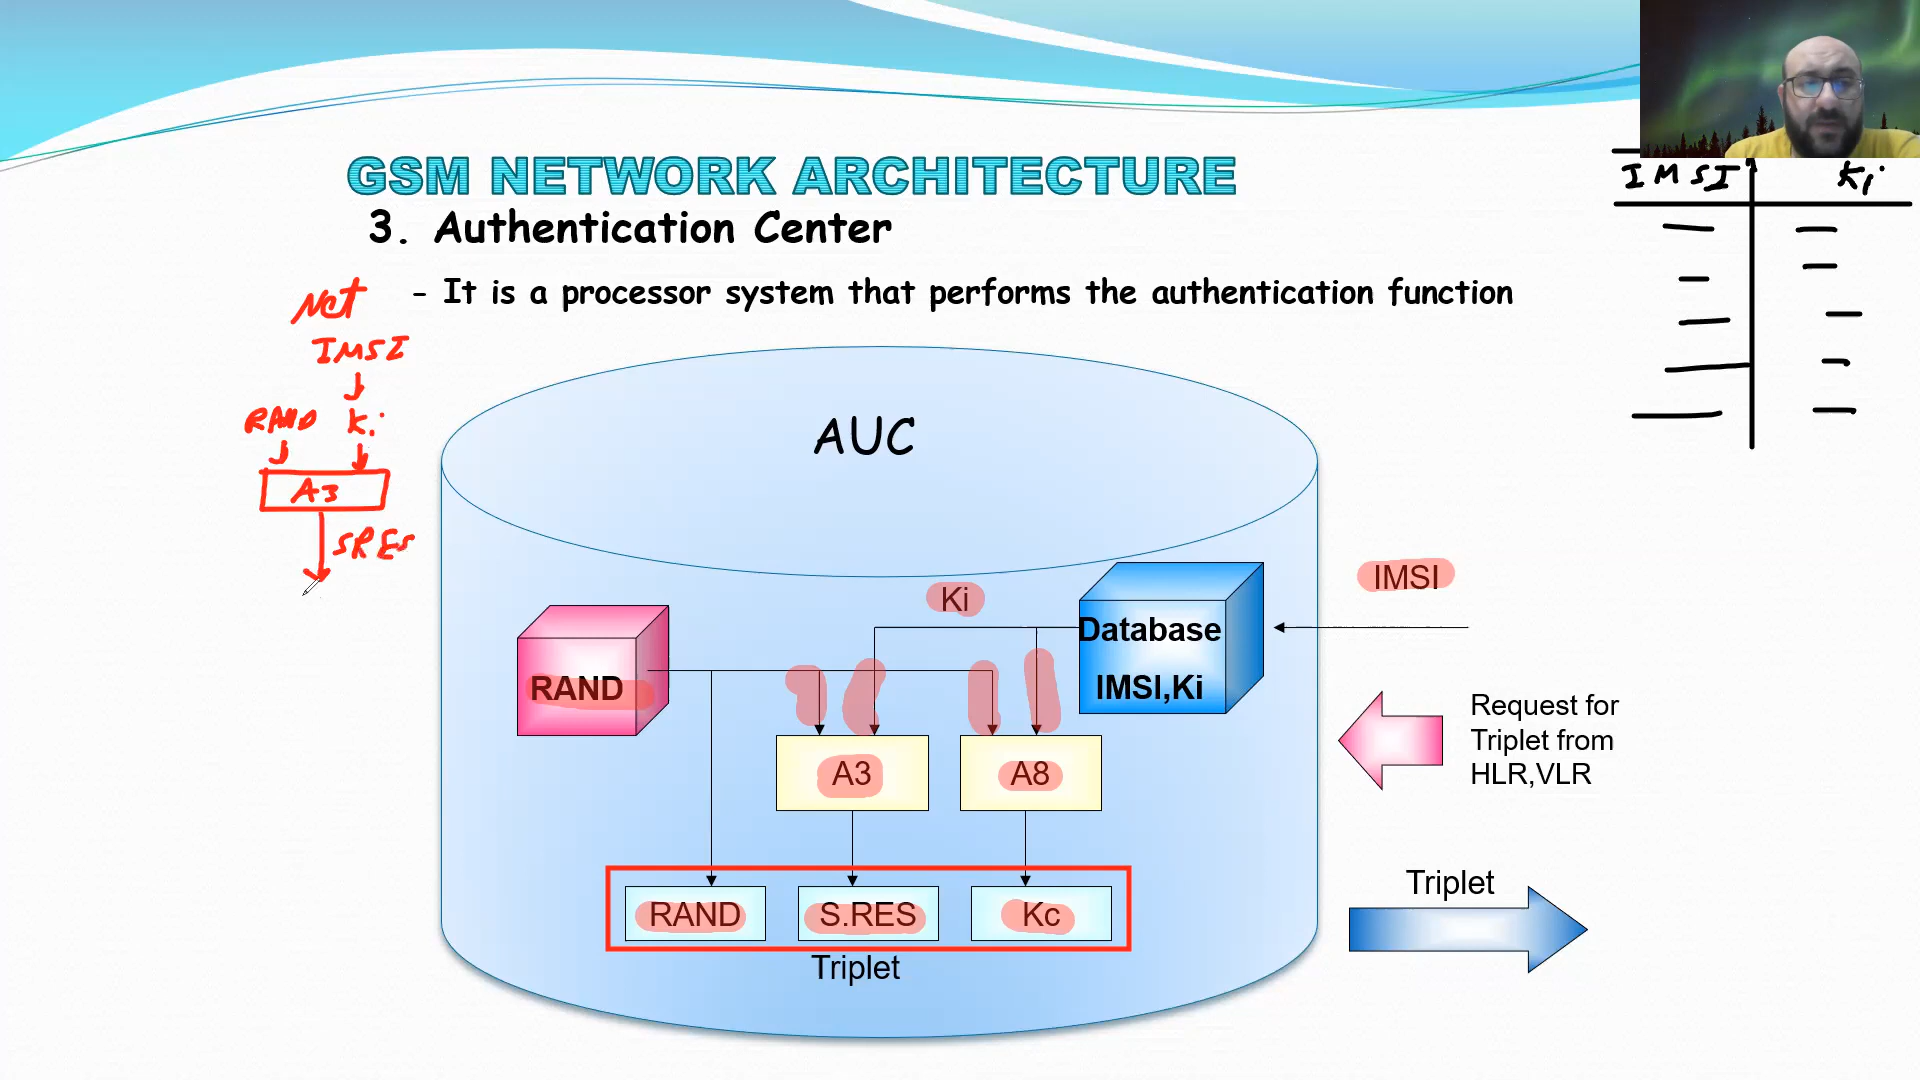 GSM NETWORK ARCHITECTURE
3. Authentication Center
- It is a processor system that performs the authentication function
IMSI Ki
Net
IMSI
RAND Ki
A3
SRES
AUC
IMSI
Ki
Database
IMSI,Ki
RAND
Request for
Triplet from
HLR,VLR
A3 A8
Triplet
RAND S.RES Kc
Triplet